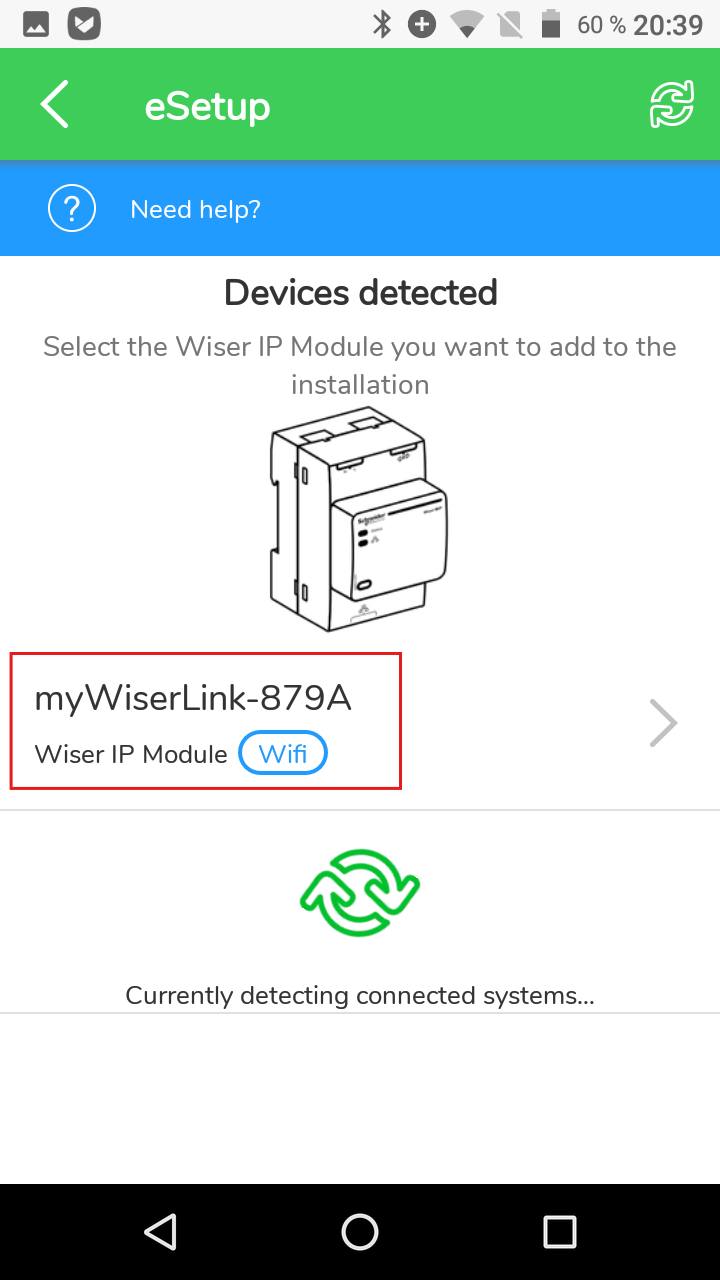 60 % 20:39
eSetup
? Need help?
Devices detected
Select the Wiser IP Module you want to add to the
installation
Schneider
myWiserLink-879A
Wiser IP Module Wifi
Currently detecting connected systems...